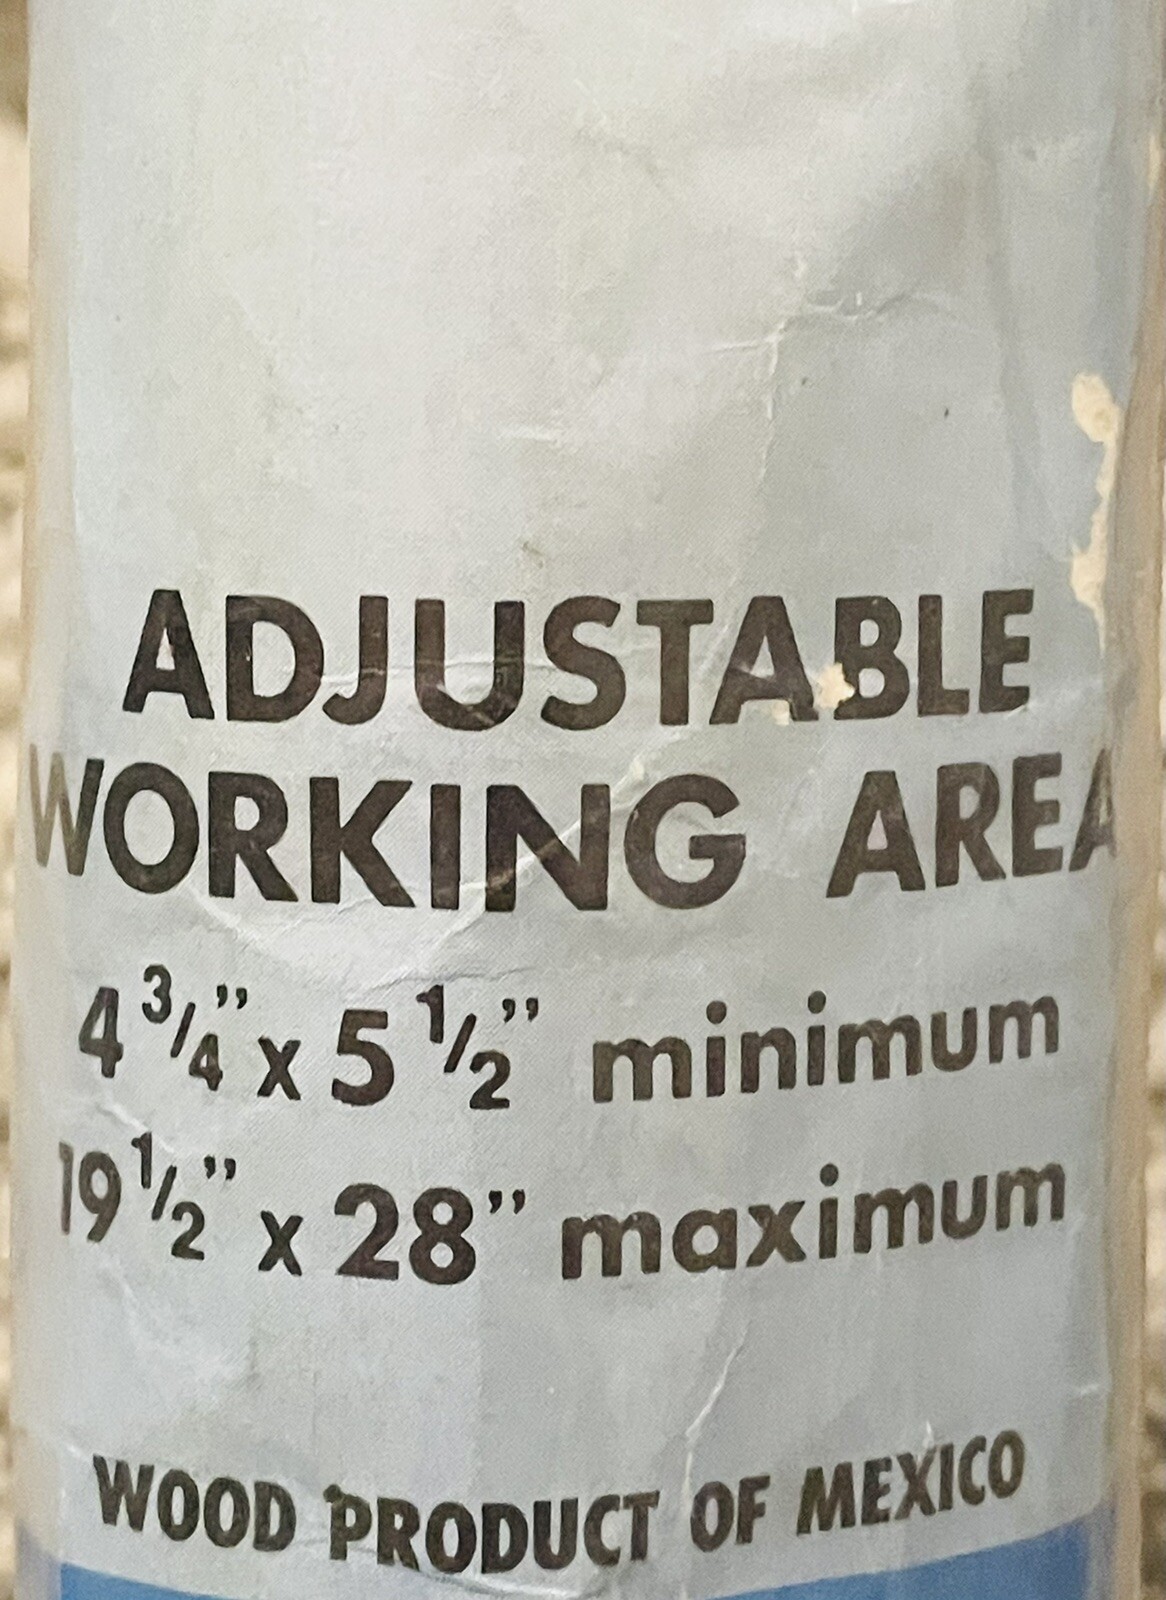 ADJUSTABLE
WORKING AREA
4 3/4” x 5 1/2” minimum
19 1/2” x 28” maximum
WOOD PRODUCT OF MEXICO